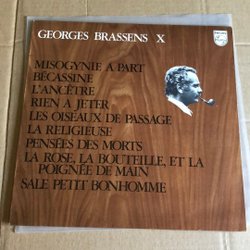 GEORGES BRASSENS X
PHILIPS
MISOGYNIE A PART
BÉCASSINE
L'ANCÊTRE
RIEN A JETER
LES OISEAUX DE PASSAGE
LA RELIGIEUSE
PENSÉES DES MORTS
LA ROSE, LA BOUTEILLE, ET LA
POIGNÉE DE MAIN
SALE PETIT BONHOMME